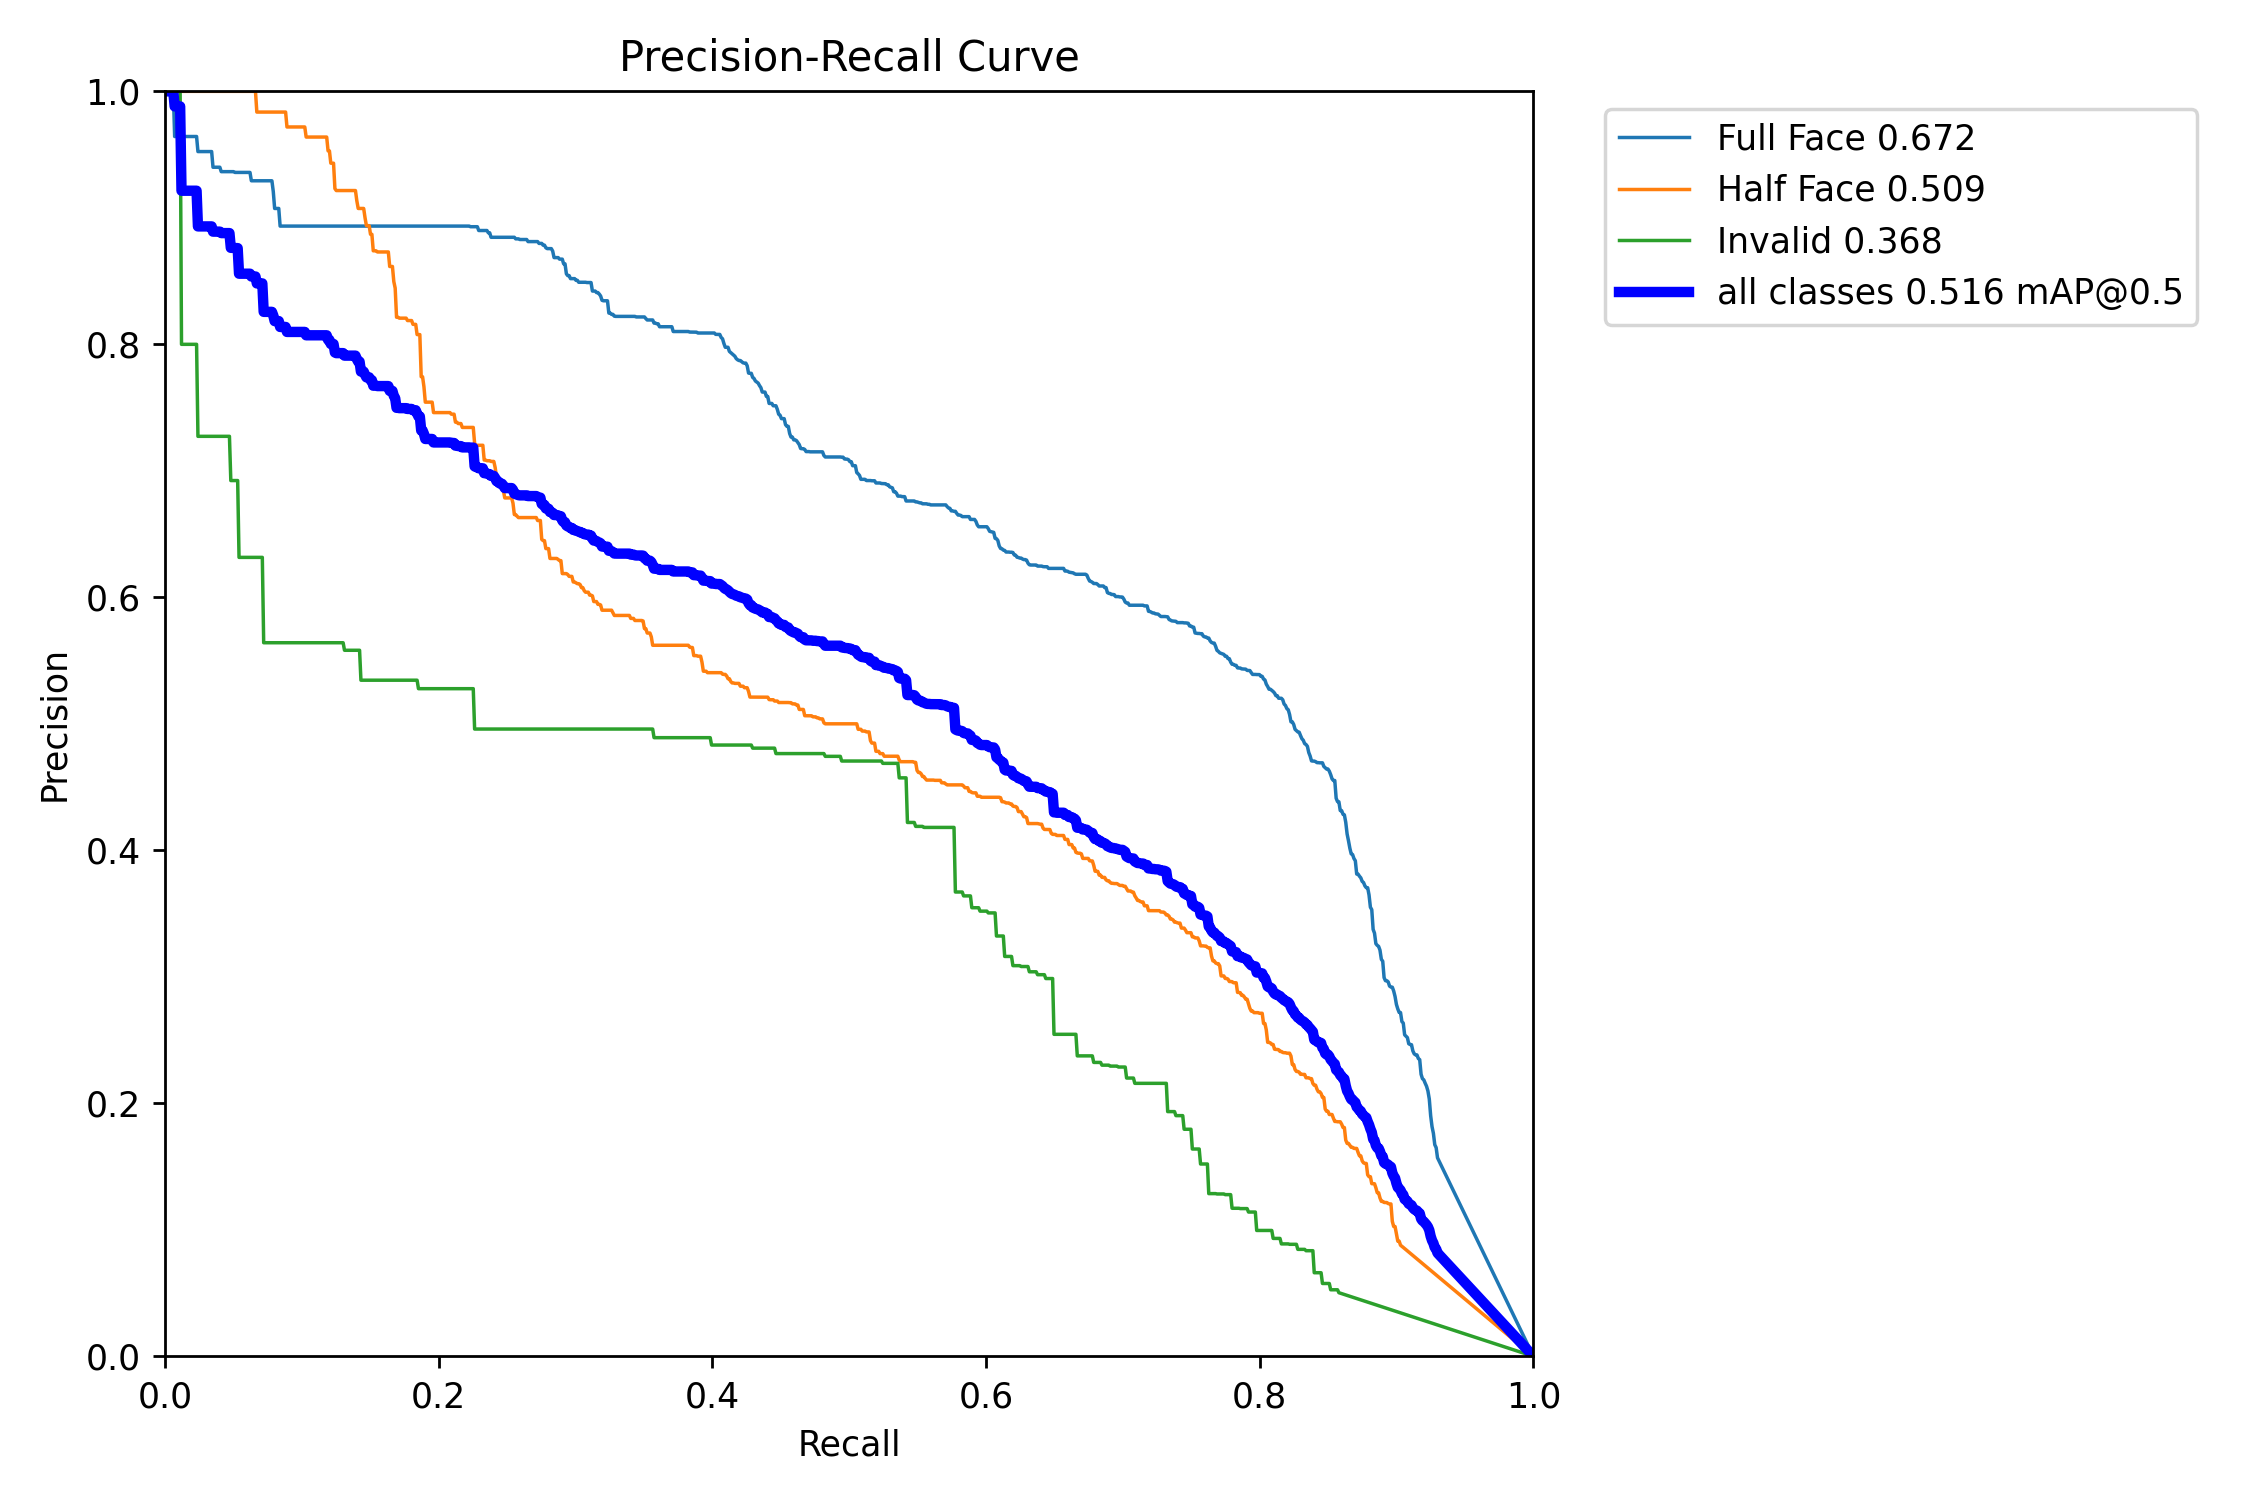 Precision-Recall Curve
1.0
0.8
0.6
0.4
0.2
0.0
Precision
0.0 0.2 0.4 0.6 0.8 1.0
Recall
Full Face 0.672
Half Face 0.509
Invalid 0.368
all classes 0.516 mAP@0.5